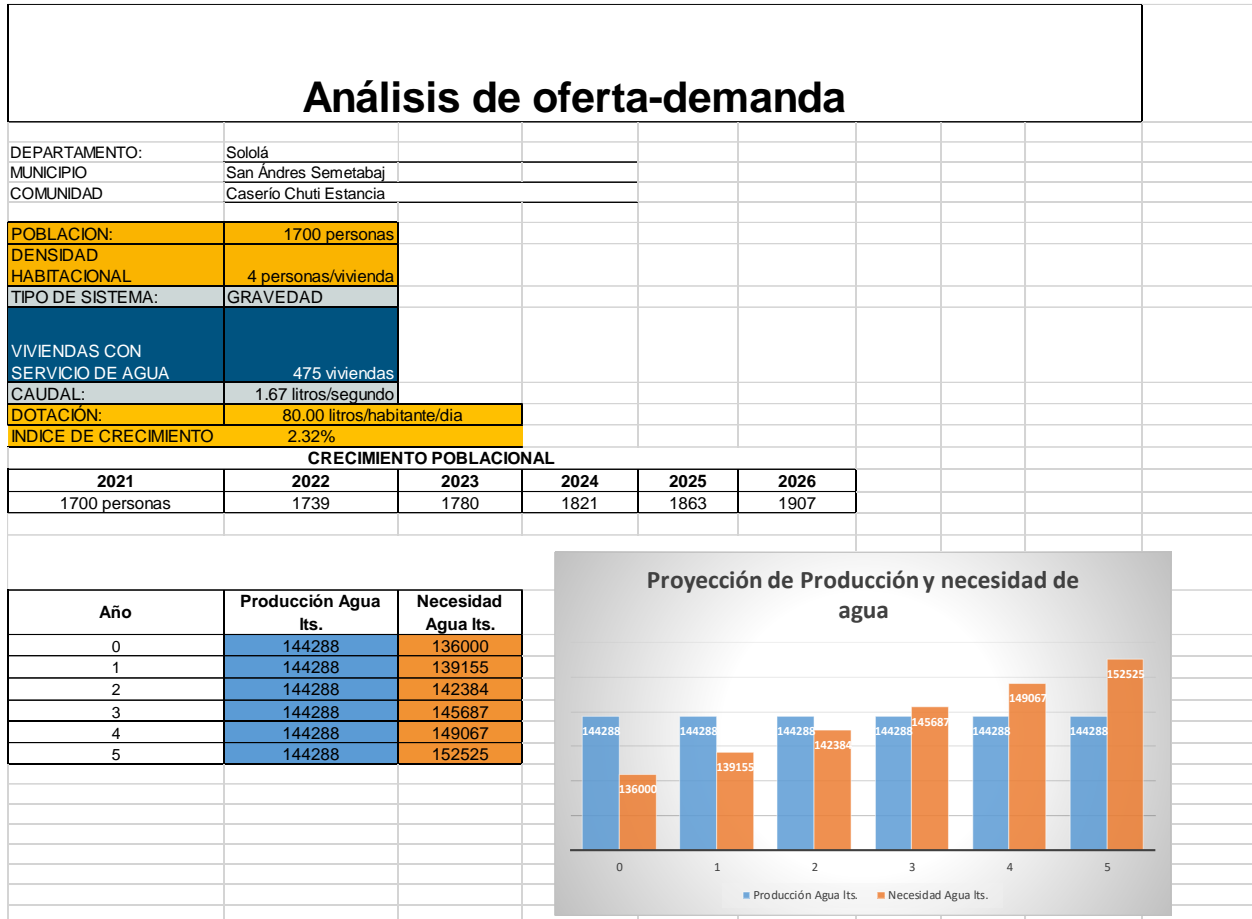 Análisis de oferta-demanda
DEPARTAMENTO: Sololá
MUNICIPIO San Ándres Semetabaj
COMUNIDAD Caserío Chuti Estancia
POBLACION: 1700 personas
DENSIDAD
HABITACIONAL 4 personas/vivienda
TIPO DE SISTEMA: GRAVEDAD
VIVIENDAS CON
SERVICIO DE AGUA 475 viviendas
CAUDAL: 1.67 litros/segundo
DOTACIÓN: 80.00 litros/habitante/dia
INDICE DE CRECIMIENTO 2.32%
CRECIMIENTO POBLACIONAL
2021 2022 2023 2024 2025 2026
1700 personas 1739 1780 1821 1863 1907
Año Producción Agua lts. Necesidad Agua lts.
0 144288 136000
1 144288 139155
2 144288 142384
3 144288 145687
4 144288 149067
5 144288 152525
Proyección de Producción y necesidad de
agua
144288 136000 144288 139155 144288 142384 144288 145687 144288 149067 144288 152525
0 1 2 3 4 5
Producción Agua lts. Necesidad Agua lts.